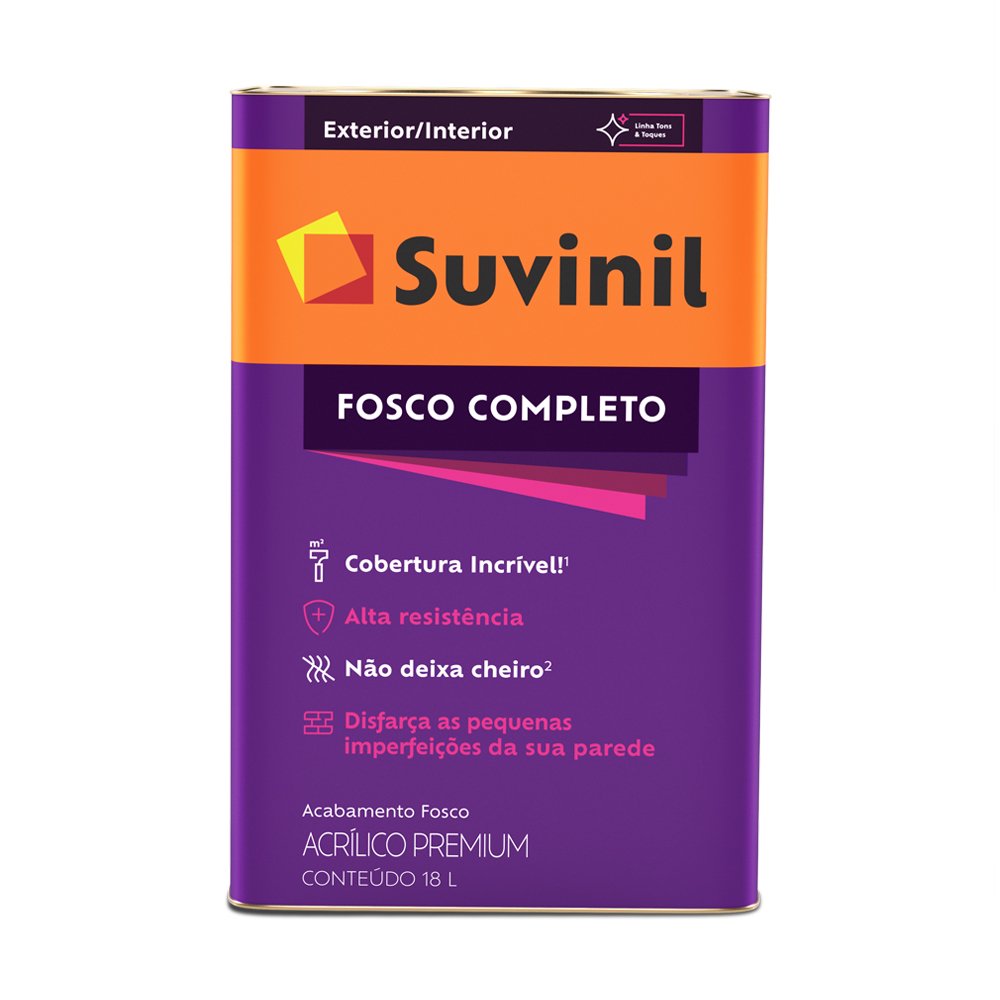 Exterior/Interior
Linha Tons
& Toques
Suvinil
FOSCO COMPLETO
m²
Cobertura Incrível!¹
Alta resistência
Não deixa cheiro²
Disfarça as pequenas
imperfeições da sua parede
Acabamento Fosco
ACRÍLICO PREMIUM
CONTEÚDO 18 L